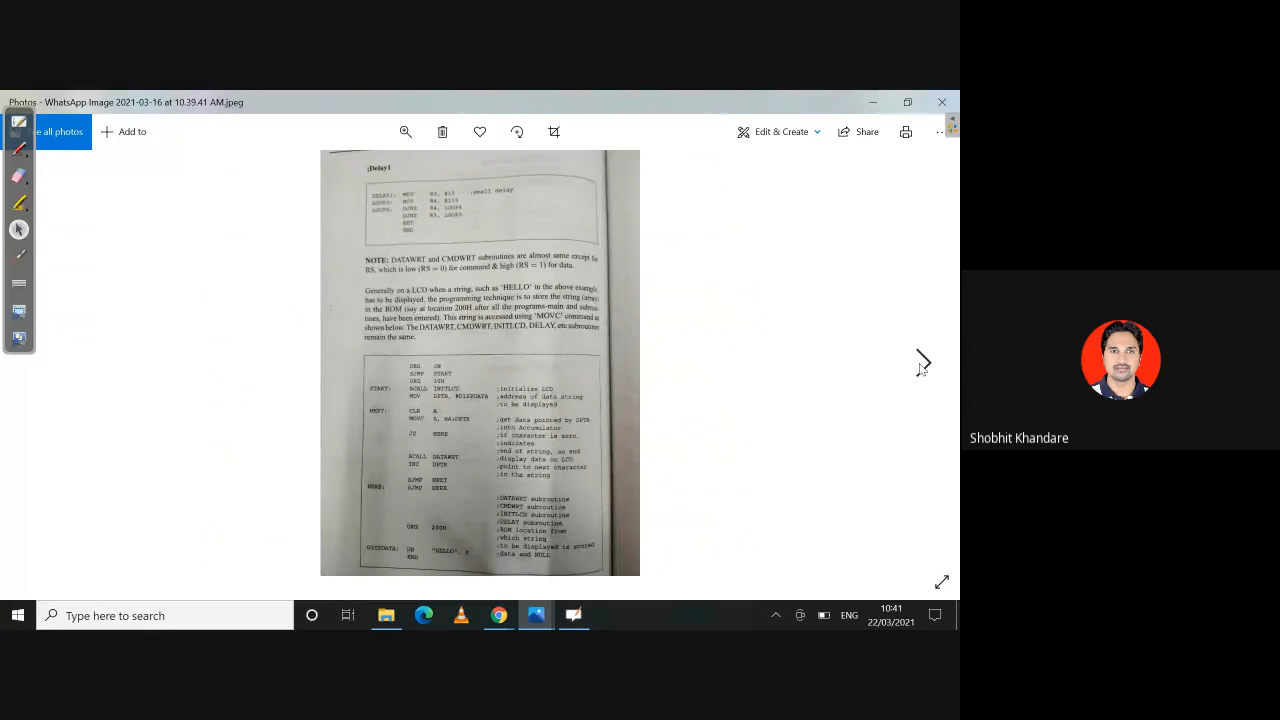 Photos - WhatsApp Image 2021-03-16 at 10.39.41 AM.jpeg
e all photos
Add to
Edit & Create
Share
;Delay1
DELAY1: MOV R3, #10 ;small delay
LOOP3: MOV R4, #255
LOOP4: DJNZ R4, LOOP4
DJNZ R3, LOOP3
RET
END
NOTE: DATAWRT and CMDWRT subroutines are almost same except for
RS, which is low (RS = 0) for command & high (RS = 1) for data.
Generally on a LCD when a string, such as 'HELLO' in the above example,
has to be displayed, the programming technique is to store the string (array)
in the ROM (say at location 200H after all the programs-main and subrou-
tines, have been entered). This string is accessed using 'MOVC' command as
shown below. The DATAWRT, CMDWRT, INITLCD, DELAY, etc subroutines
remain the same.
ORG 0H
SJMP START
ORG 30H
START: ACALL INITLCD ;initialize LCD
MOV DPTR, #DISPDATA ;address of data string
;to be displayed
NEXT: CLR A
MOVC A, @A+DPTR ;get data pointed by DPTR
;into Accumulator
JZ HERE ;if character is zero,
;indicates
;end of string, so end
ACALL DATAWRT ;display data on LCD
INC DPTR ;point to next character
;in the string
SJMP NEXT
HERE: SJMP HERE
;DATAWRT subroutine
;CMDWRT subroutine
;INITLCD subroutine
;DELAY subroutine
ORG 200H ;ROM location from
;which string
;to be displayed is stored
DISPDATA: DB "HELLO", 0 ;data and NULL
END
Shobhit Khandare
Type here to search
ENG
10:41
22/03/2021